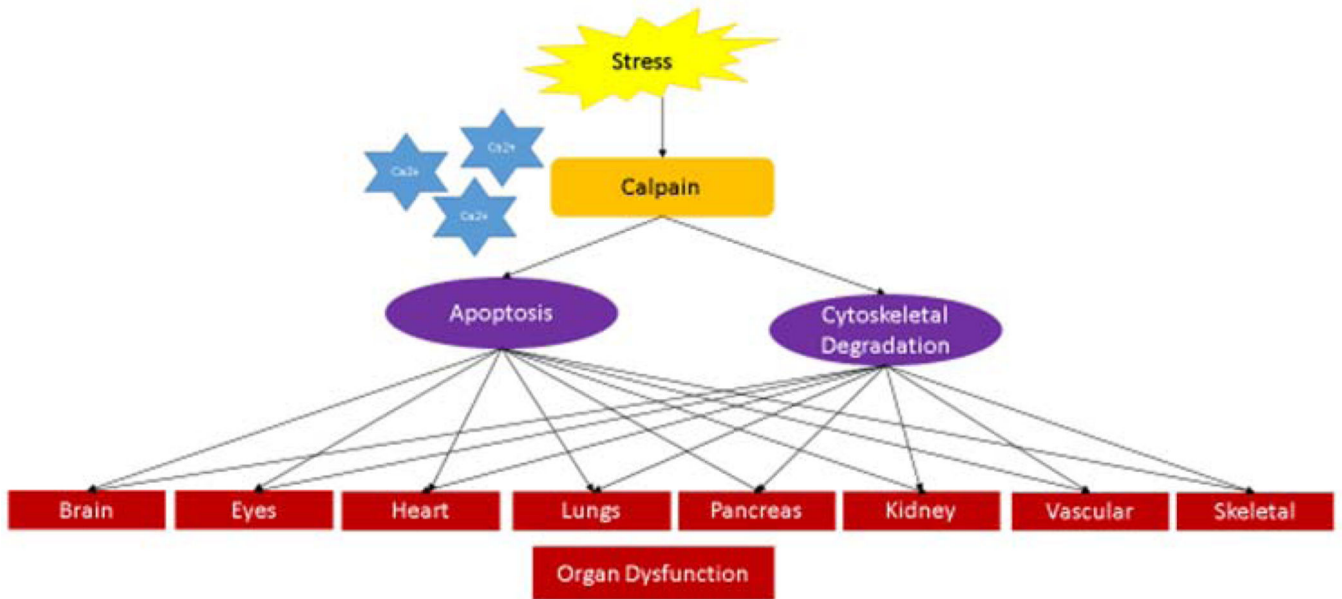 Stress
Ca2+
Ca2+
Ca2+
Calpain
Apoptosis
Cytoskeletal
Degradation
Brain
Eyes
Heart
Lungs
Pancreas
Kidney
Vascular
Skeletal
Organ Dysfunction